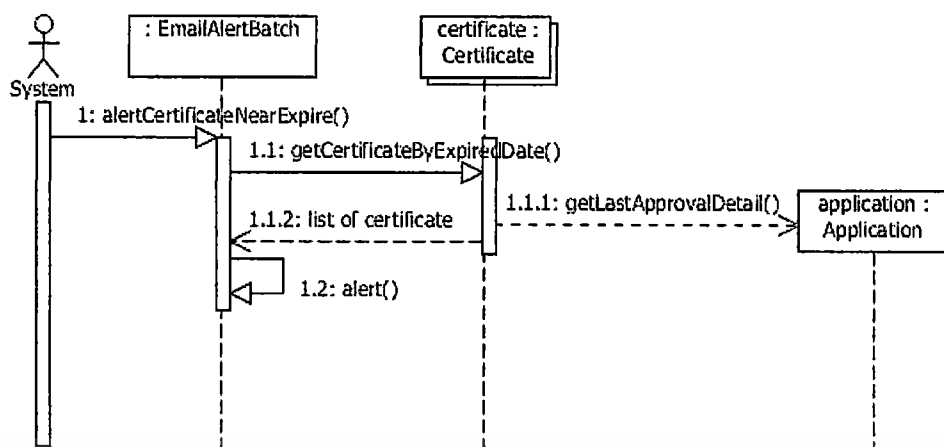 : EmailAlertBatch
certificate :
Certificate
System
1: alertCertificateNearExpire()
1.1: getCertificateByExpiredDate()
1.1.1: getLastApprovalDetail()
application :
Application
1.1.2: list of certificate
1.2: alert()